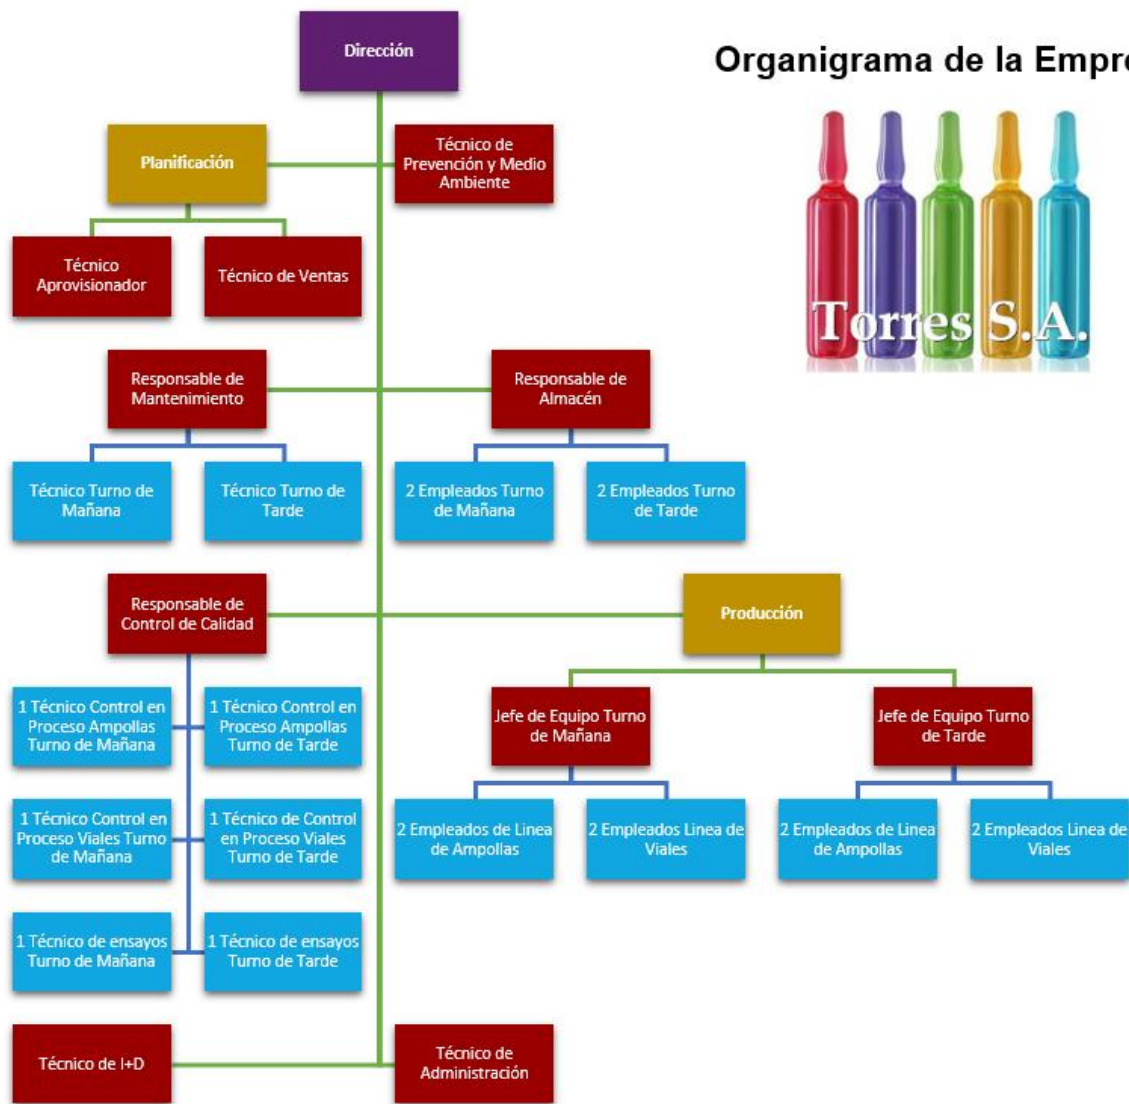 Dirección
Organigrama de la Empre
Planificación
Técnico de
Prevención y Medio
Ambiente
Técnico
Aprovisionador
Técnico de Ventas
Torres S.A.
Responsable de
Mantenimiento
Responsable de
Almacén
Técnico Turno de
Mañana
Técnico Turno de
Tarde
2 Empleados Turno
de Mañana
2 Empleados Turno
de Tarde
Responsable de
Control de Calidad
Producción
1 Técnico Control en
Proceso Ampollas
Turno de Mañana
1 Técnico Control en
Proceso Ampollas
Turno de Tarde
Jefe de Equipo Turno
de Mañana
Jefe de Equipo Turno
de Tarde
1 Técnico Control en
Proceso Viales Turno
de Mañana
1 Técnico de Control
en Proceso Viales
Turno de Tarde
2 Empleados de Linea
de Ampollas
2 Empleados Linea de
Viales
2 Empleados de Linea
de Ampollas
2 Empleados Linea de
Viales
1 Técnico de ensayos
Turno de Mañana
1 Técnico de ensayos
Turno de Tarde
Técnico de I+D
Técnico de
Administración